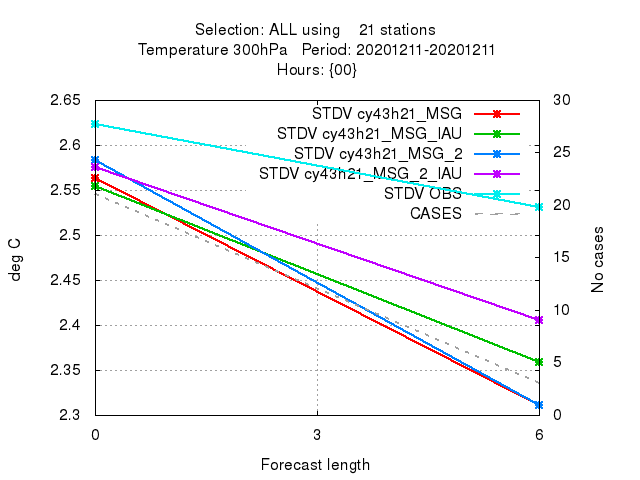 Selection: ALL using 21 stations
Temperature 300hPa Period: 20201211-20201211
Hours: {00}
2.65
2.6
2.55
2.5
2.45
2.4
2.35
2.3
deg C
STDV cy43h21_MSG
STDV cy43h21_MSG_IAU
STDV cy43h21_MSG_2
STDV cy43h21_MSG_2_IAU
STDV OBS
CASES
30
25
20
15
10
5
0
No cases
0 3 6
Forecast length